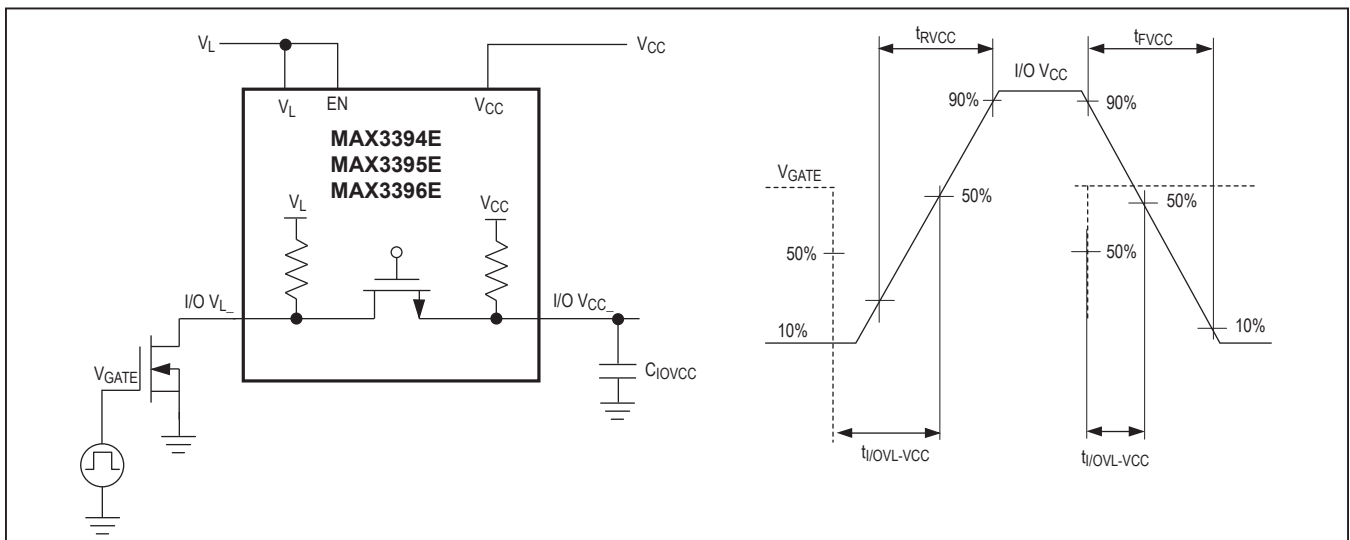 VL
VCC
VL
EN
VCC
MAX3394E
MAX3395E
MAX3396E
VL
VCC
I/O VL_
I/O VCC_
VGATE
CIOVCC
tRVCC
tFVCC
I/O VCC
90%
90%
VGATE
50%
50%
50%
50%
10%
10%
tI/OVL-VCC
tI/OVL-VCC